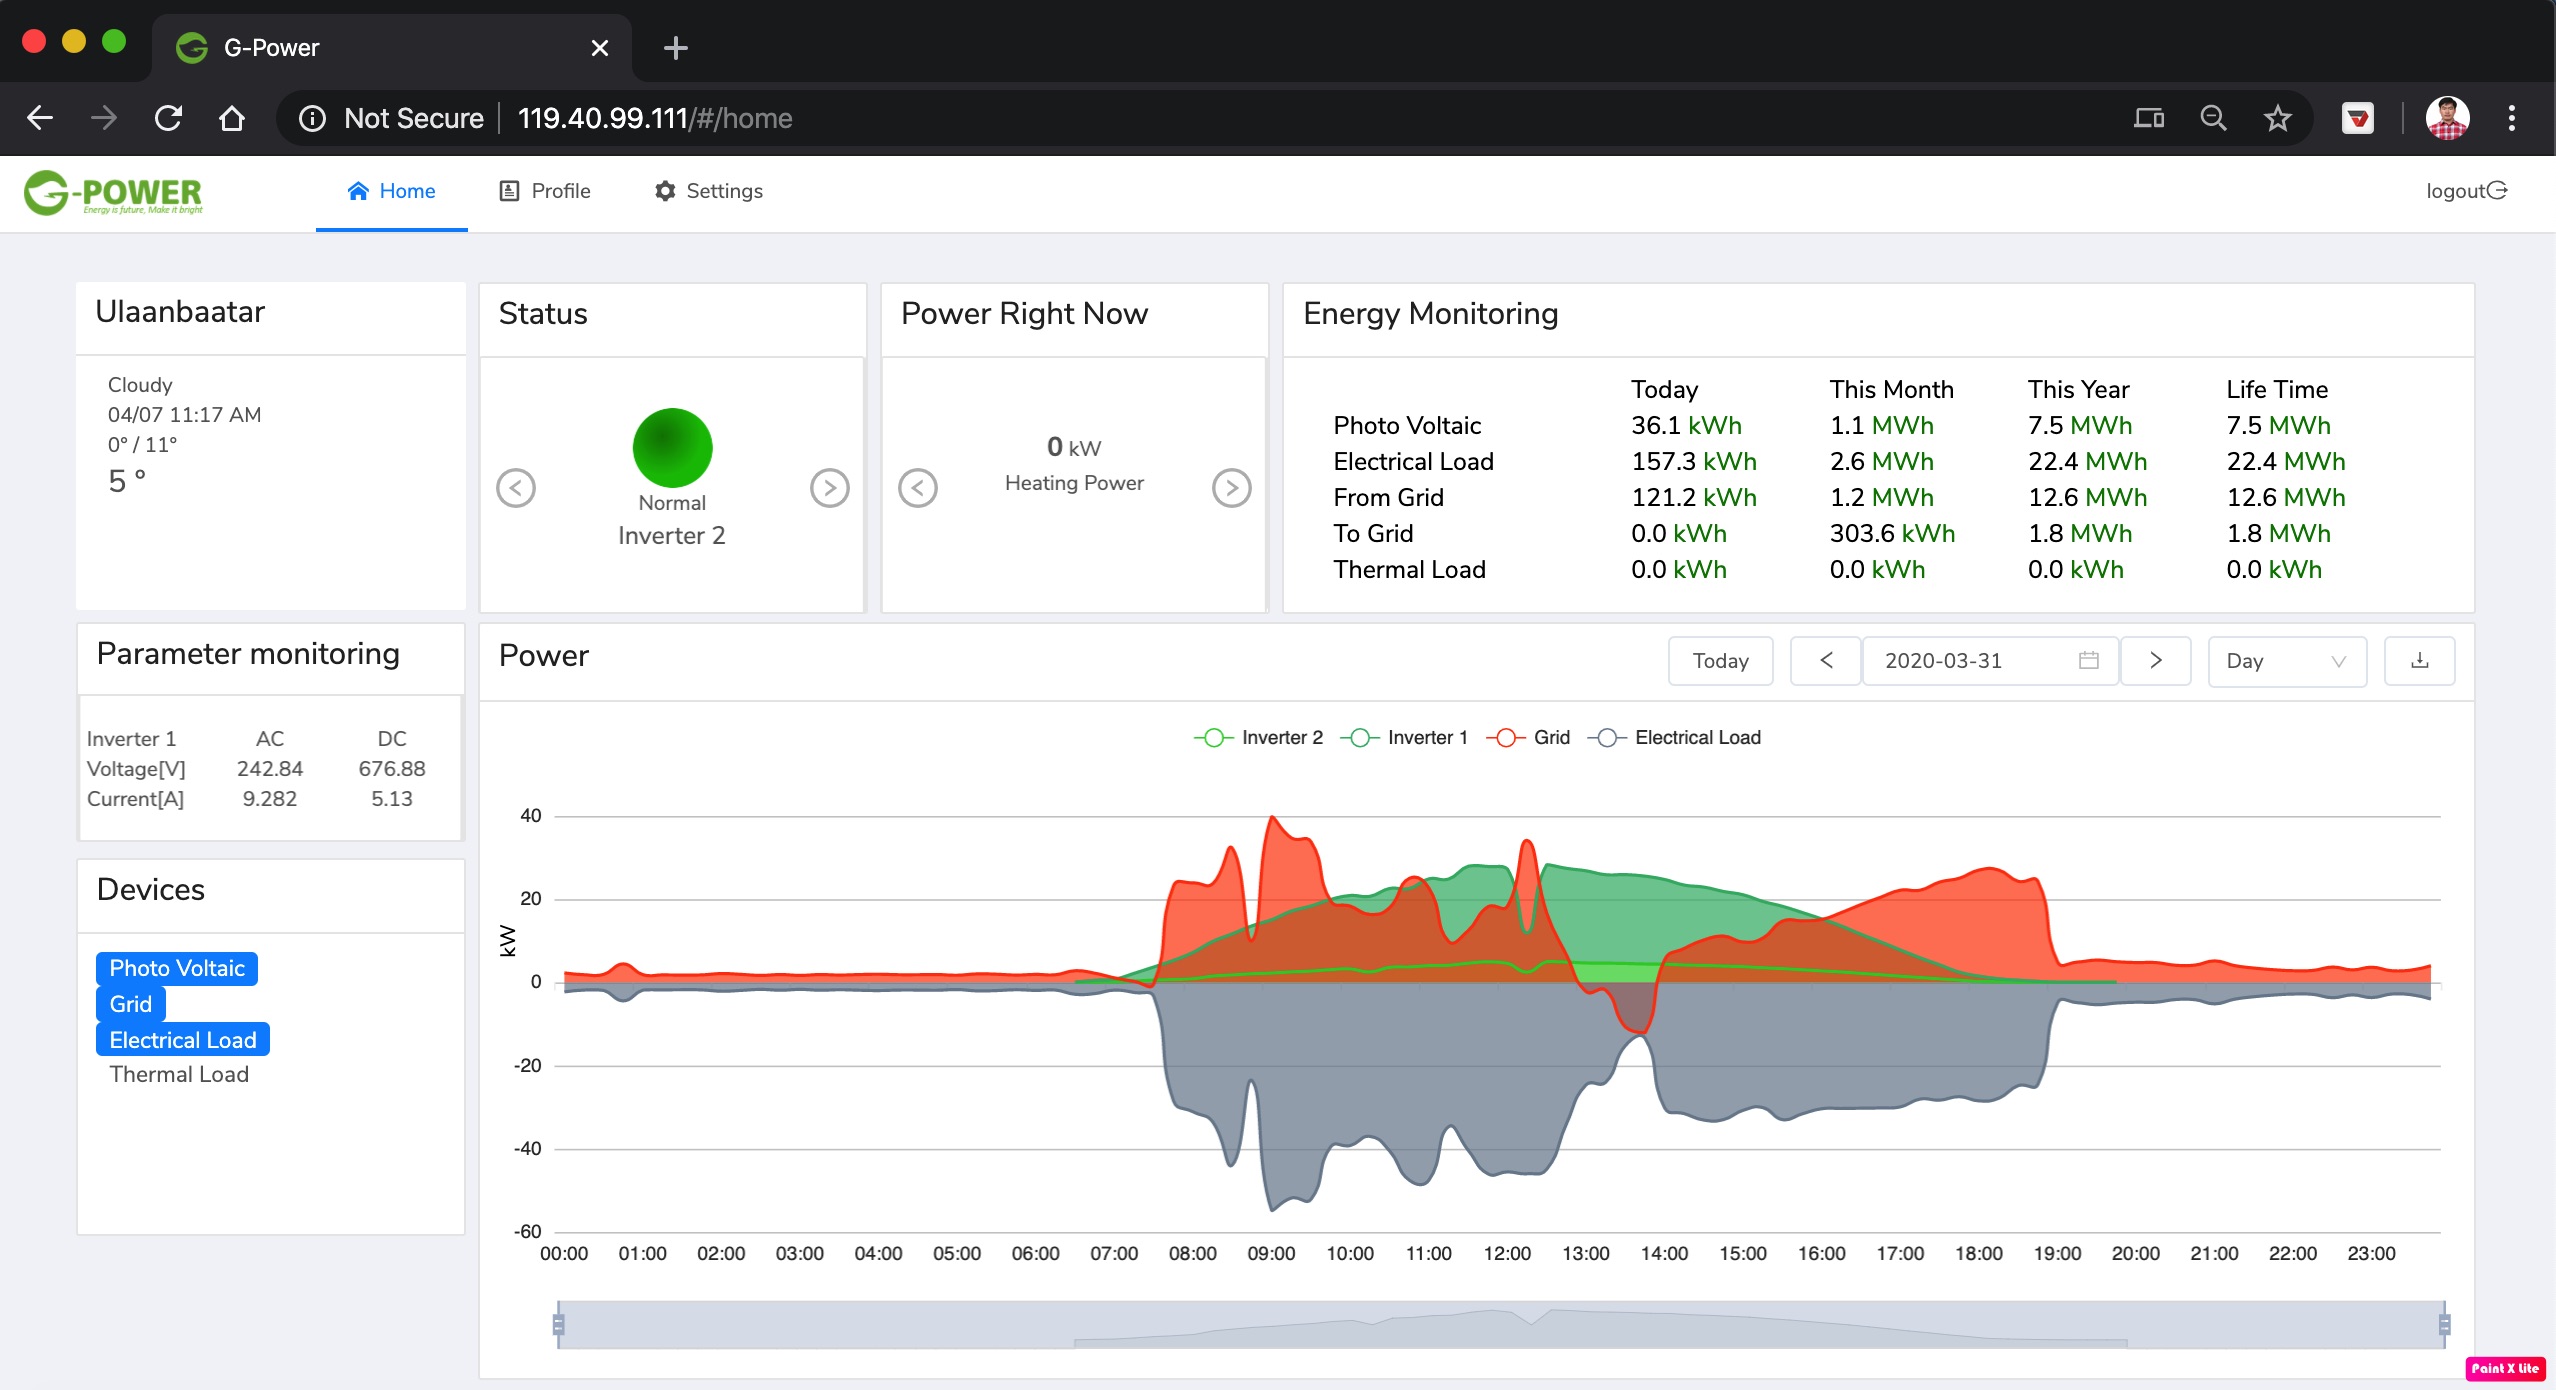 G-Power
Not Secure 119.40.99.111/#/home
G-POWER
Energy is future, Make it bright
Home Profile Settings logout
Ulaanbaatar
Cloudy
04/07 11:17 AM
0° / 11°
5 °
Status
Normal
Inverter 2
Power Right Now
0 kW
Heating Power
Energy Monitoring
Today This Month This Year Life Time
Photo Voltaic 36.1 kWh 1.1 MWh 7.5 MWh 7.5 MWh
Electrical Load 157.3 kWh 2.6 MWh 22.4 MWh 22.4 MWh
From Grid 121.2 kWh 1.2 MWh 12.6 MWh 12.6 MWh
To Grid 0.0 kWh 303.6 kWh 1.8 MWh 1.8 MWh
Thermal Load 0.0 kWh 0.0 kWh 0.0 kWh 0.0 kWh
Parameter monitoring
Inverter 1 AC DC
Voltage[V] 242.84 676.88
Current[A] 9.282 5.13
Devices
Photo Voltaic
Grid
Electrical Load
Thermal Load
Power
Today 2020-03-31 Day
Inverter 2 Inverter 1 Grid Electrical Load
kW
40
20
0
-20
-40
-60
00:00 01:00 02:00 03:00 04:00 05:00 06:00 07:00 08:00 09:00 10:00 11:00 12:00 13:00 14:00 15:00 16:00 17:00 18:00 19:00 20:00 21:00 22:00 23:00
Paint X Lite